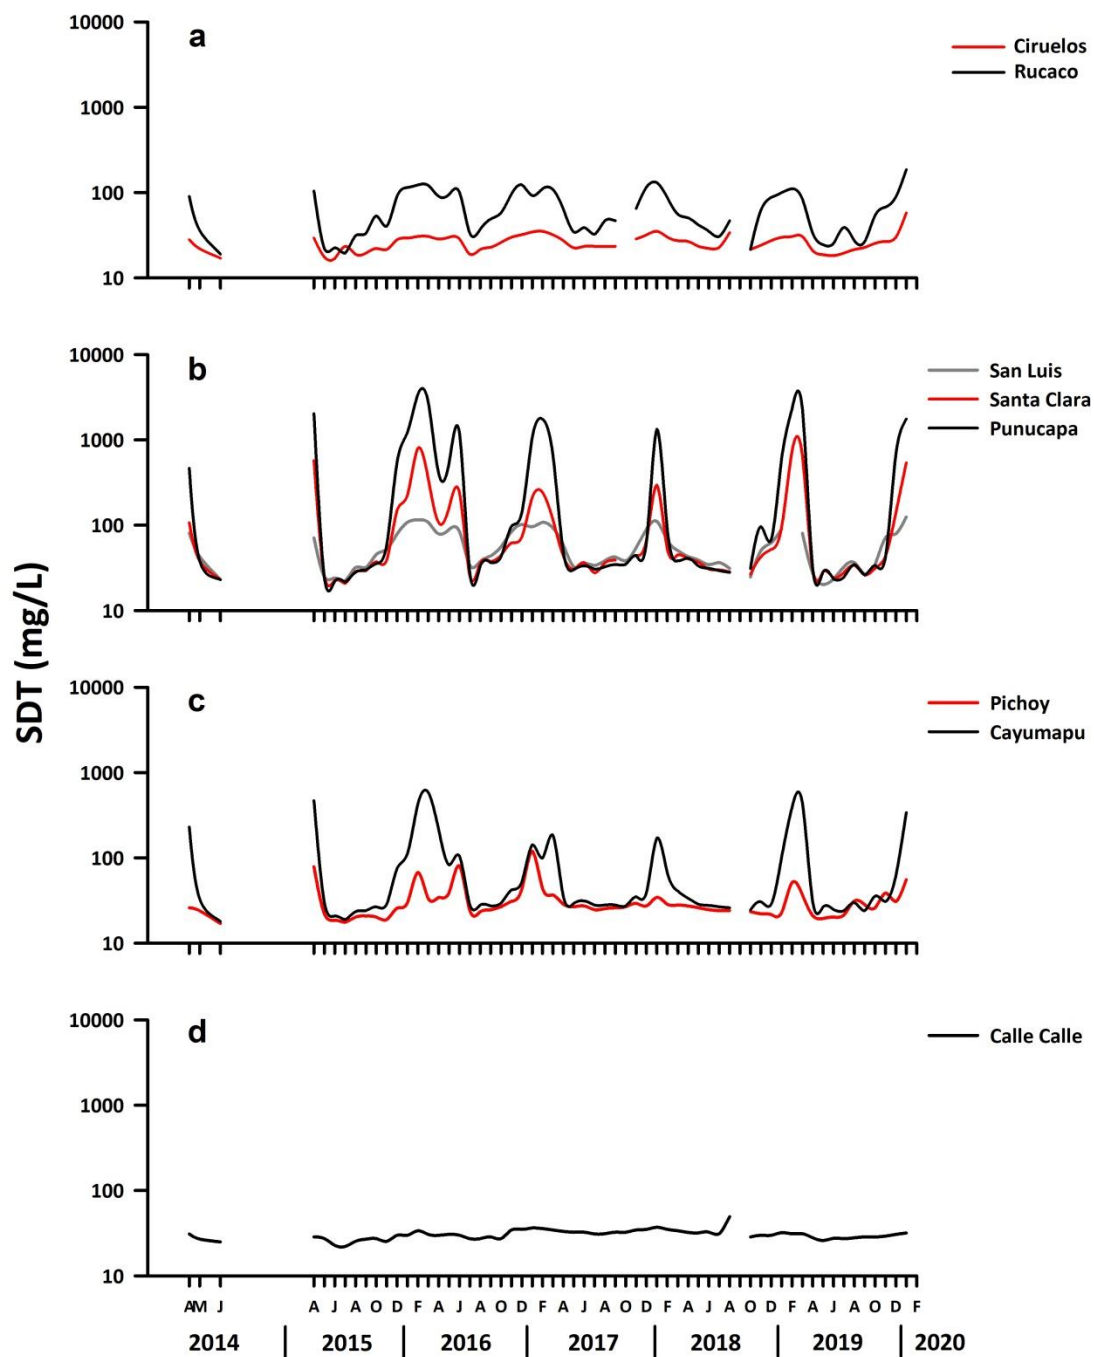 SDT (mg/L)
a
10000
1000
100
10
Ciruelos
Rucaco
b
10000
1000
100
10
San Luis
Santa Clara
Punucapa
c
10000
1000
100
10
Pichoy
Cayumapu
d
10000
1000
100
10
Calle Calle
A M J A J A O D F A J A O D F A J A O D F A J A O D F A J A O D F
2014 2015 2016 2017 2018 2019 2020